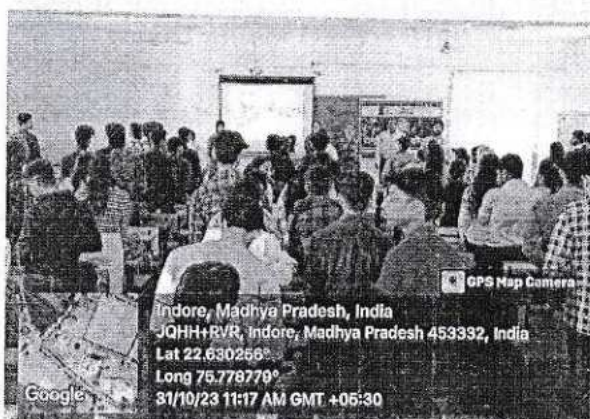 GPS Map Camera
Indore, Madhya Pradesh, India
JQHH+RVR, Indore, Madhya Pradesh 453332, India
Lat 22.630256°
Long 75.778779°
31/10/23 11:17 AM GMT +05:30
Google